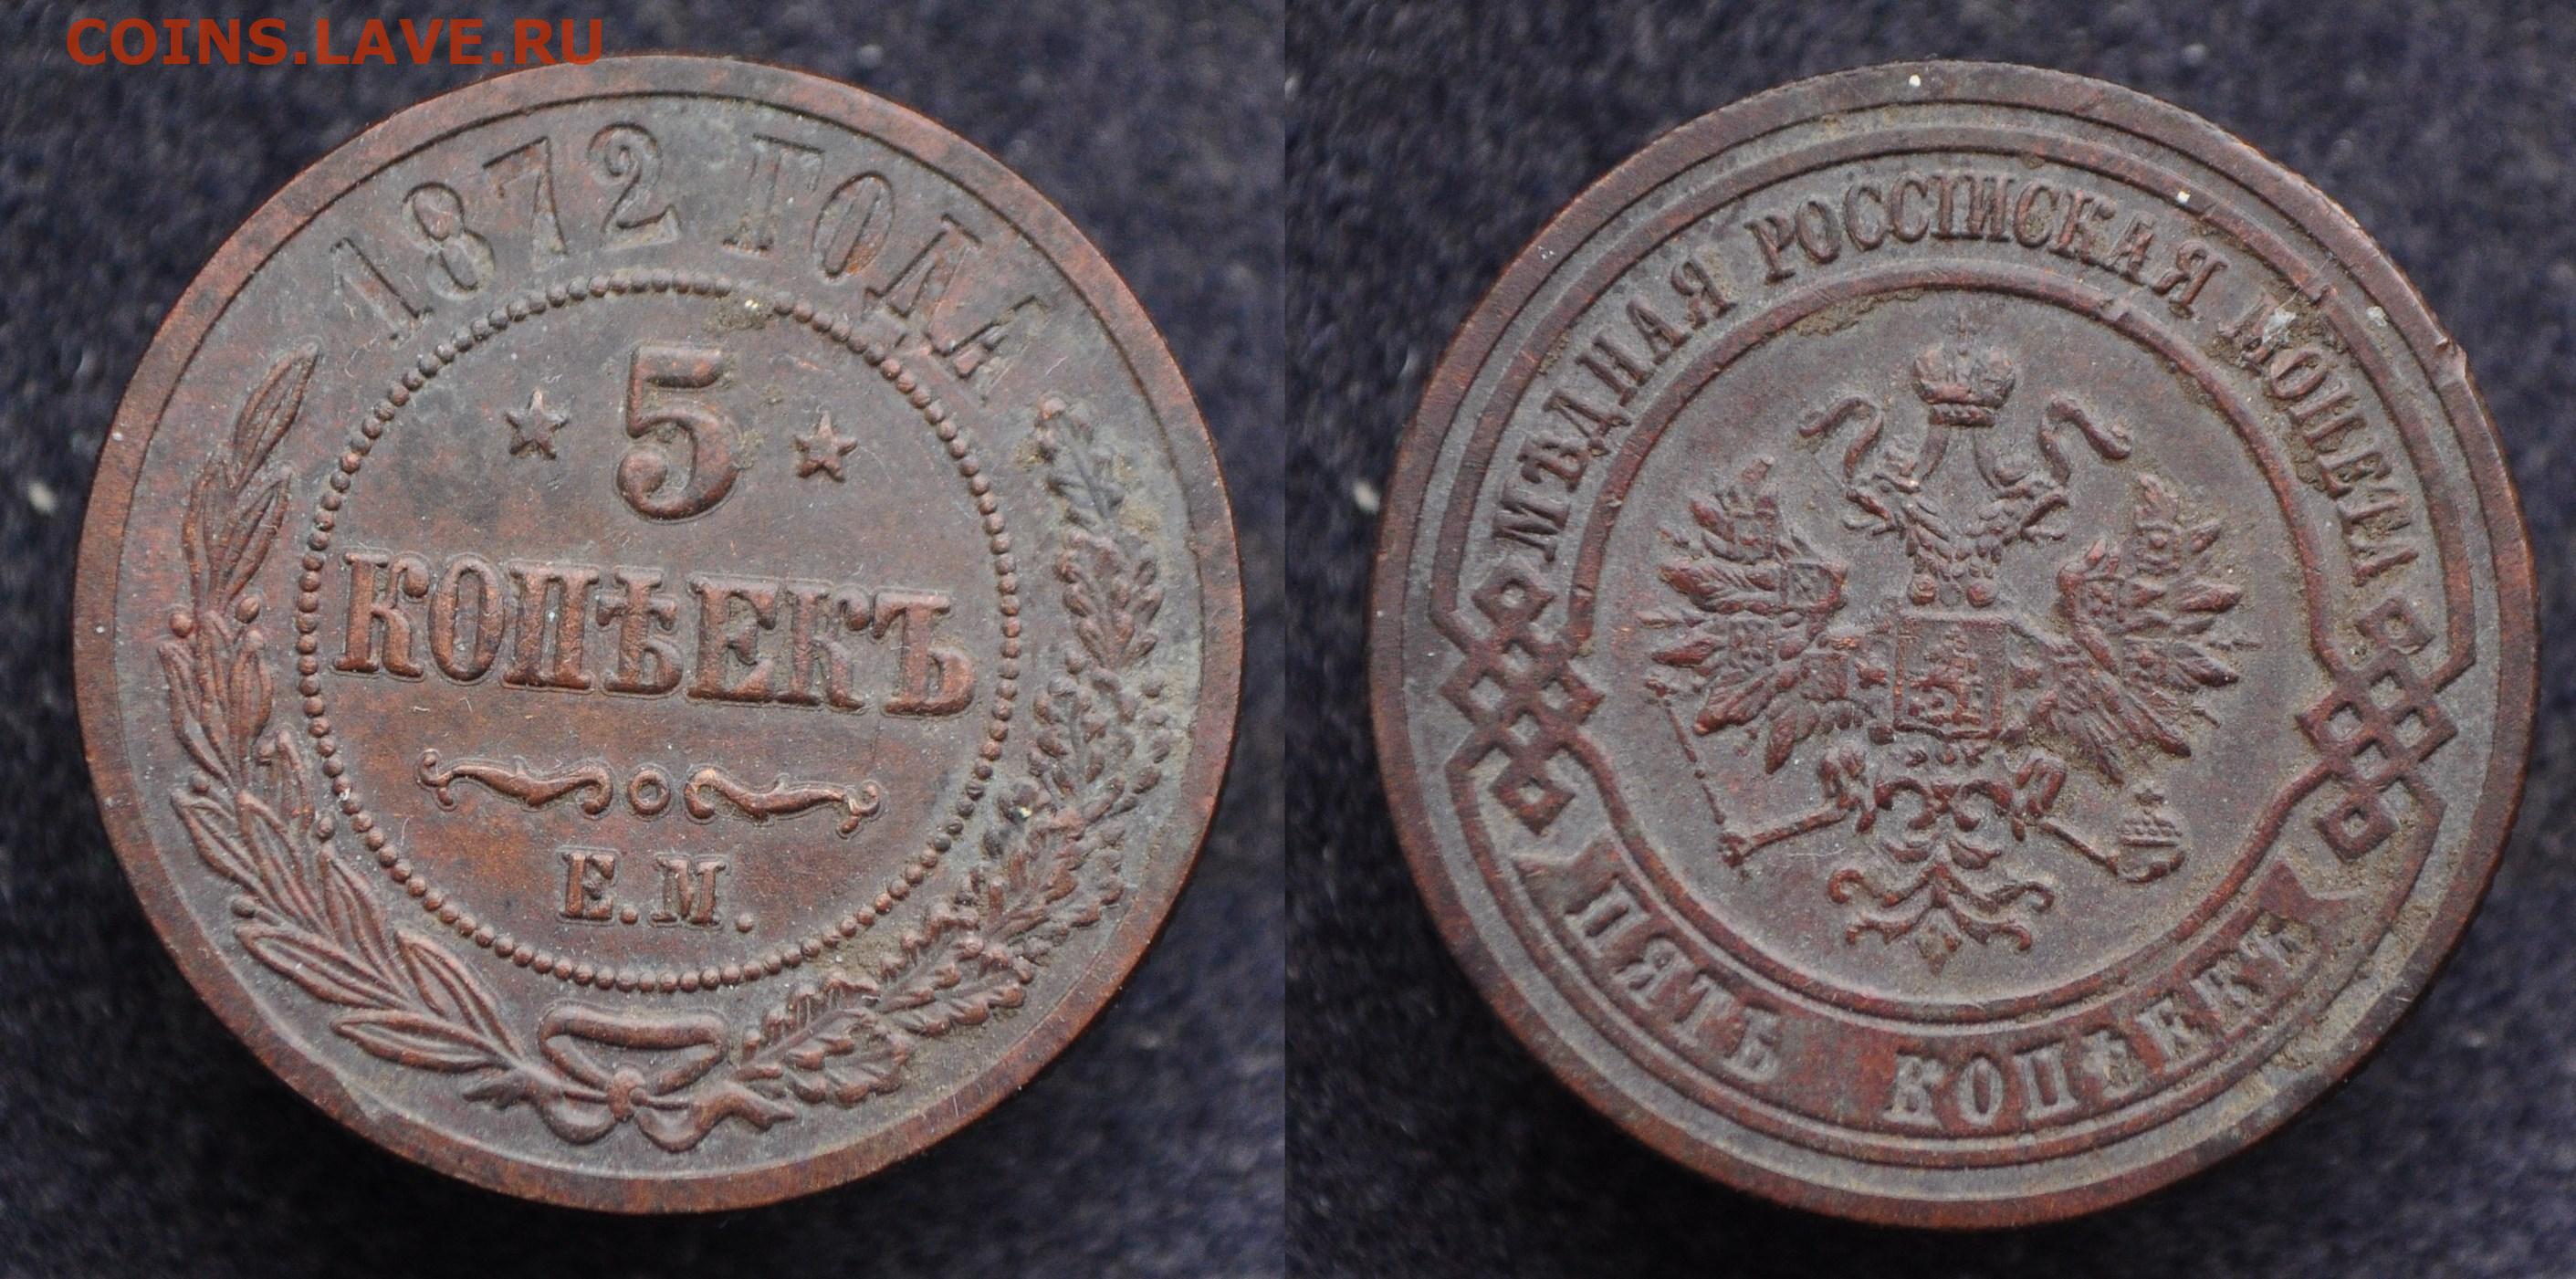 COINS.LAVE.RU
1872 ГОДА
5
КОПѢЕКЪ
Е.М.
МѢДНАЯ РОССІЙСКАЯ МОНЕТА
ПЯТЬ КОПѢЕКЪ